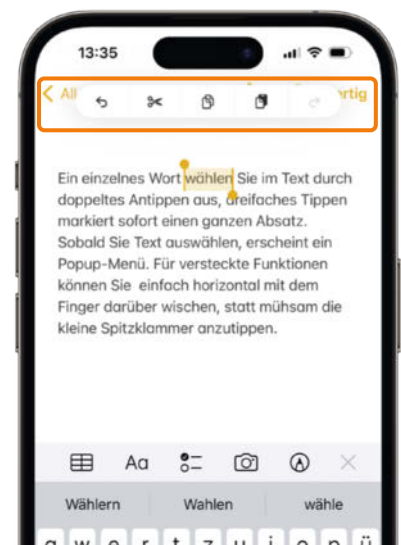 13:35
All
rtig
Ein einzelnes Wort wählen Sie im Text durch
doppeltes Antippen aus, dreifaches Tippen
markiert sofort einen ganzen Absatz.
Sobald Sie Text auswählen, erscheint ein
Popup-Menü. Für versteckte Funktionen
können Sie einfach horizontal mit dem
Finger darüber wischen, statt mühsam die
kleine Spitzklammer anzutippen.
Aa
Wählern Wahlen wähle
q w e r t z u i o p ü